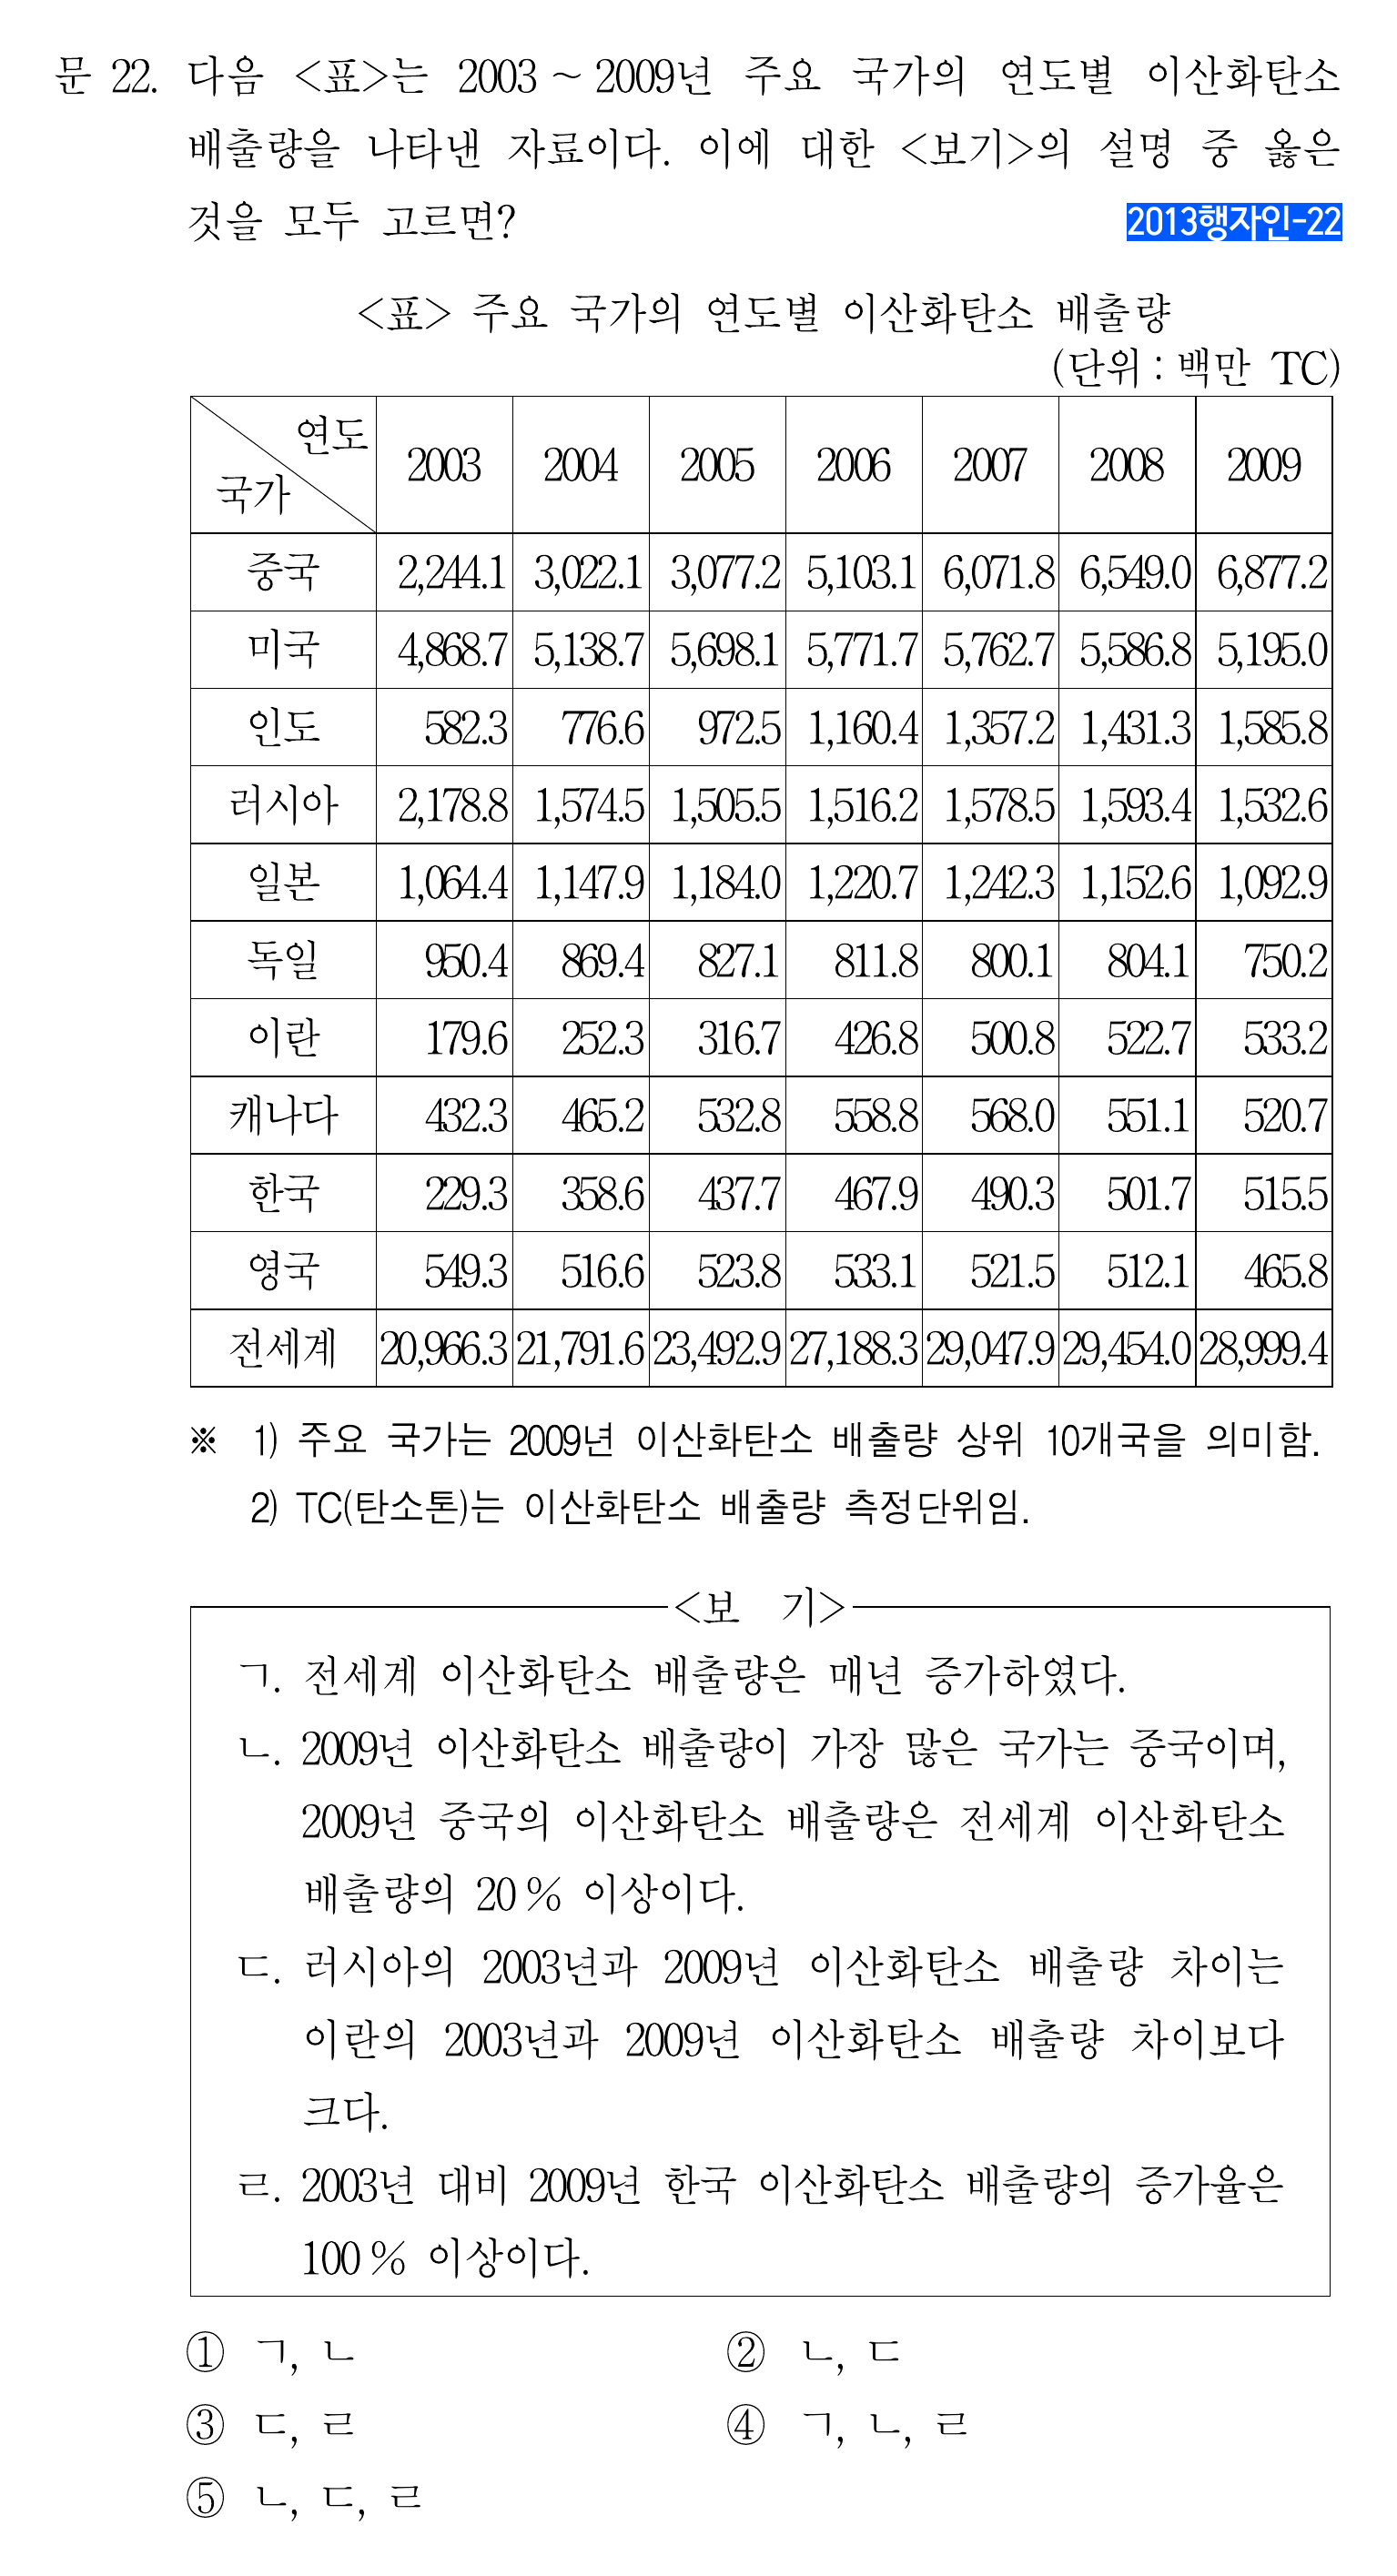 문 22. 다음 <표>는 2003 ~ 2009년 주요 국가의 연도별 이산화탄소
배출량을 나타낸 자료이다. 이에 대한 <보기>의 설명 중 옳은
것을 모두 고르면? 2013행자인-22
<표> 주요 국가의 연도별 이산화탄소 배출량
(단위 : 백만 TC)
국가 연도 2003 2004 2005 2006 2007 2008 2009
중국 2,244.1 3,022.1 3,077.2 5,103.1 6,071.8 6,549.0 6,877.2
미국 4,868.7 5,138.7 5,698.1 5,771.7 5,762.7 5,586.8 5,195.0
인도 582.3 776.6 972.5 1,160.4 1,357.2 1,431.3 1,585.8
러시아 2,178.8 1,574.5 1,505.5 1,516.2 1,578.5 1,593.4 1,532.6
일본 1,064.4 1,147.9 1,184.0 1,220.7 1,242.3 1,152.6 1,092.9
독일 950.4 869.4 827.1 811.8 800.1 804.1 750.2
이란 179.6 252.3 316.7 426.8 500.8 522.7 533.2
캐나다 432.3 465.2 532.8 558.8 568.0 551.1 520.7
한국 229.3 358.6 437.7 467.9 490.3 501.7 515.5
영국 549.3 516.6 523.8 533.1 521.5 512.1 465.8
전세계 20,966.3 21,791.6 23,492.9 27,188.3 29,047.9 29,454.0 28,999.4
※ 1) 주요 국가는 2009년 이산화탄소 배출량 상위 10개국을 의미함.
2) TC(탄소톤)는 이산화탄소 배출량 측정단위임.
<보 기>
ㄱ. 전세계 이산화탄소 배출량은 매년 증가하였다.
ㄴ. 2009년 이산화탄소 배출량이 가장 많은 국가는 중국이며,
2009년 중국의 이산화탄소 배출량은 전세계 이산화탄소
배출량의 20 % 이상이다.
ㄷ. 러시아의 2003년과 2009년 이산화탄소 배출량 차이는
이란의 2003년과 2009년 이산화탄소 배출량 차이보다
크다.
ㄹ. 2003년 대비 2009년 한국 이산화탄소 배출량의 증가율은
100 % 이상이다.
① ㄱ, ㄴ ② ㄴ, ㄷ
③ ㄷ, ㄹ ④ ㄱ, ㄴ, ㄹ
⑤ ㄴ, ㄷ, ㄹ